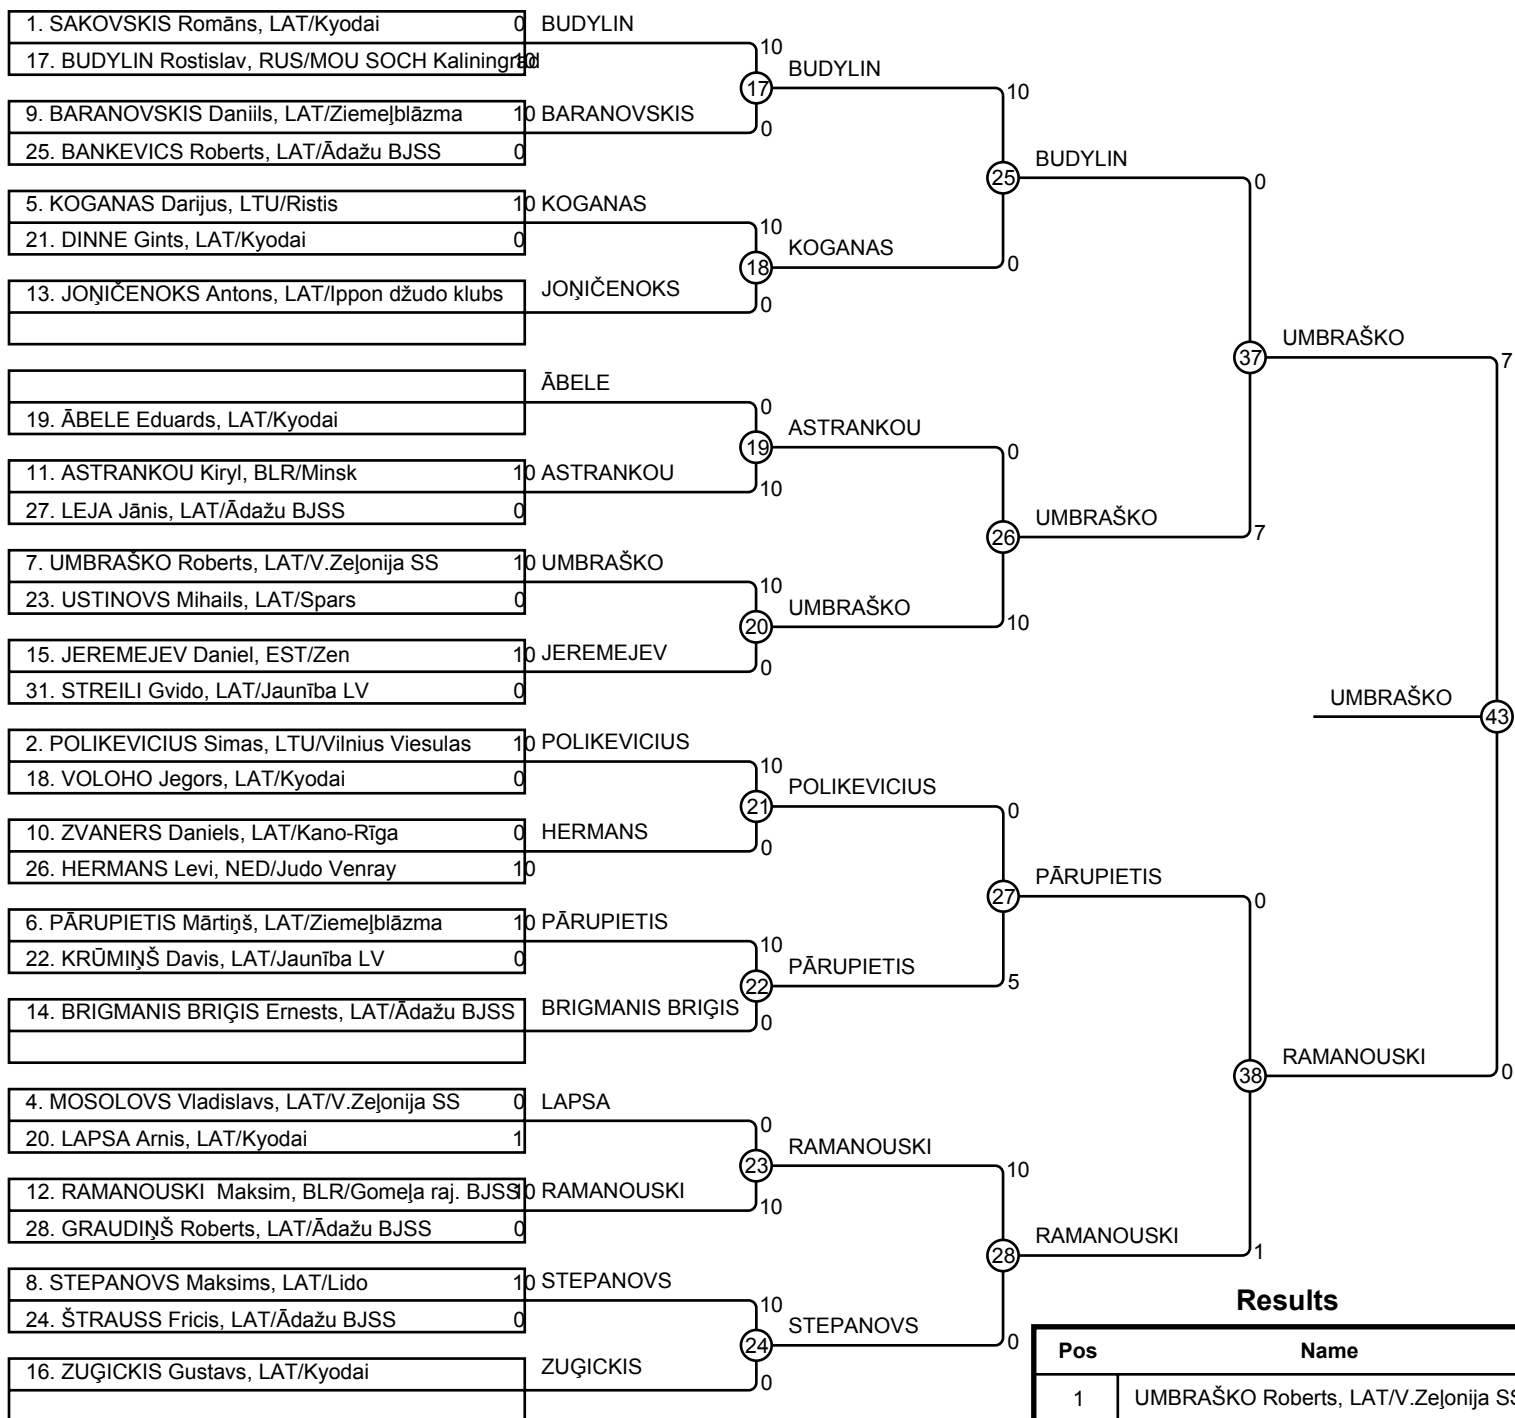 1. SAKOVSKIS Romāns, LAT/Kyodai 0 BUDYLIN
17. BUDYLIN Rostislav, RUS/MOU SOCH Kaliningrad 10
10
17 BUDYLIN
9. BARANOVSKIS Daniils, LAT/Ziemeļblāzma 10 BARANOVSKIS
0
25. BANKEVICS Roberts, LAT/Ādažu BJSS 0
10
25 BUDYLIN
0
5. KOGANAS Darijus, LTU/Ristis 10 KOGANAS
21. DINNE Gints, LAT/Kyodai 0
10
18 KOGANAS
0
13. JOŅIČENOKS Antons, LAT/Ippon džudo klubs JOŅIČENOKS
0
37 UMBRAŠKO
7
ĀBELE
19. ĀBELE Eduards, LAT/Kyodai
0
19 ASTRANKOU
0
11. ASTRANKOU Kiryl, BLR/Minsk 10 ASTRANKOU
10
27. LEJA Jānis, LAT/Ādažu BJSS 0
26 UMBRAŠKO
7
7. UMBRAŠKO Roberts, LAT/V.Zeļonija SS 10 UMBRAŠKO
23. USTINOVS Mihails, LAT/Spars 0
10
20 UMBRAŠKO
10
15. JEREMEJEV Daniel, EST/Zen 10 JEREMEJEV
0
31. STREILI Gvido, LAT/Jaunība LV 0
UMBRAŠKO 43
2. POLIKEVICIUS Simas, LTU/Vilnius Viesulas 10 POLIKEVICIUS
18. VOLOHO Jegors, LAT/Kyodai 0
10
21 POLIKEVICIUS
0
10. ZVANERS Daniels, LAT/Kano-Rīga 0 HERMANS
0
26. HERMANS Levi, NED/Judo Venray 10
27 PĀRUPIETIS
0
6. PĀRUPIETIS Mārtiņš, LAT/Ziemeļblāzma 10 PĀRUPIETIS
22. KRŪMIŅŠ Davis, LAT/Jaunība LV 0
10
22 PĀRUPIETIS
5
14. BRIGMANIS BRIĢIS Ernests, LAT/Ādažu BJSS BRIGMANIS BRIĢIS
0
38 RAMANOUSKI
0
4. MOSOLOVS Vladislavs, LAT/V.Zeļonija SS 0 LAPSA
20. LAPSA Arnis, LAT/Kyodai 1
0
23 RAMANOUSKI
10
12. RAMANOUSKI Maksim, BLR/Gomeļa raj. BJSS 10 RAMANOUSKI
10
28. GRAUDIŅŠ Roberts, LAT/Ādažu BJSS 0
28 RAMANOUSKI
1
8. STEPANOVS Maksims, LAT/Lido 10 STEPANOVS
24. ŠTRAUSS Fricis, LAT/Ādažu BJSS 0
10
24 STEPANOVS
0
16. ZUĢICKIS Gustavs, LAT/Kyodai ZUĢICKIS
0
Results
Pos Name
1 UMBRAŠKO Roberts, LAT/V.Zeļonija SS